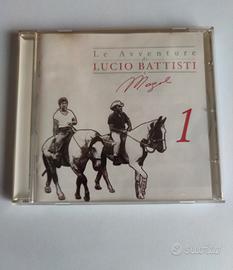 Le Avventure
di
LUCIO BATTISTI
e
Mogol
1
subito